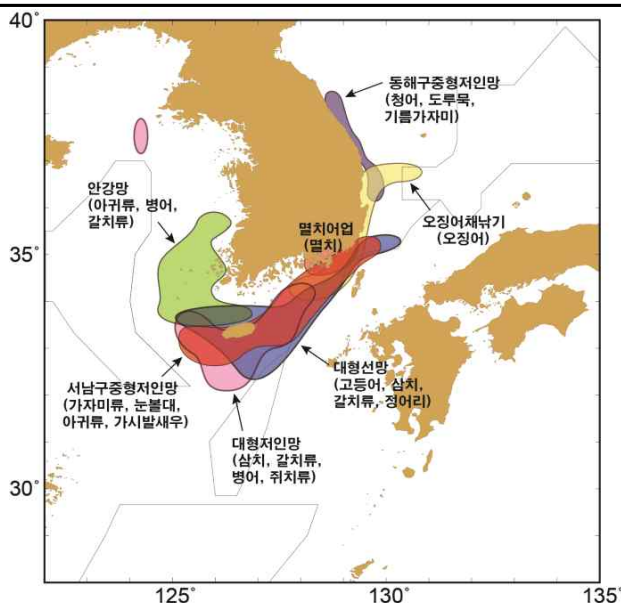 40°
동해구중형저인망
(청어, 도루묵,
기름가자미)
안강망
(아귀류, 병어,
갈치류)
오징어채낚기
(오징어)
멸치어업
(멸치)
35°
대형선망
(고등어, 삼치,
갈치류, 정어리)
서남구중형저인망
(가자미류, 눈볼대,
아귀류, 가시발새우)
대형저인망
(삼치, 갈치류,
병어, 쥐치류)
30°
125°
130°
135°